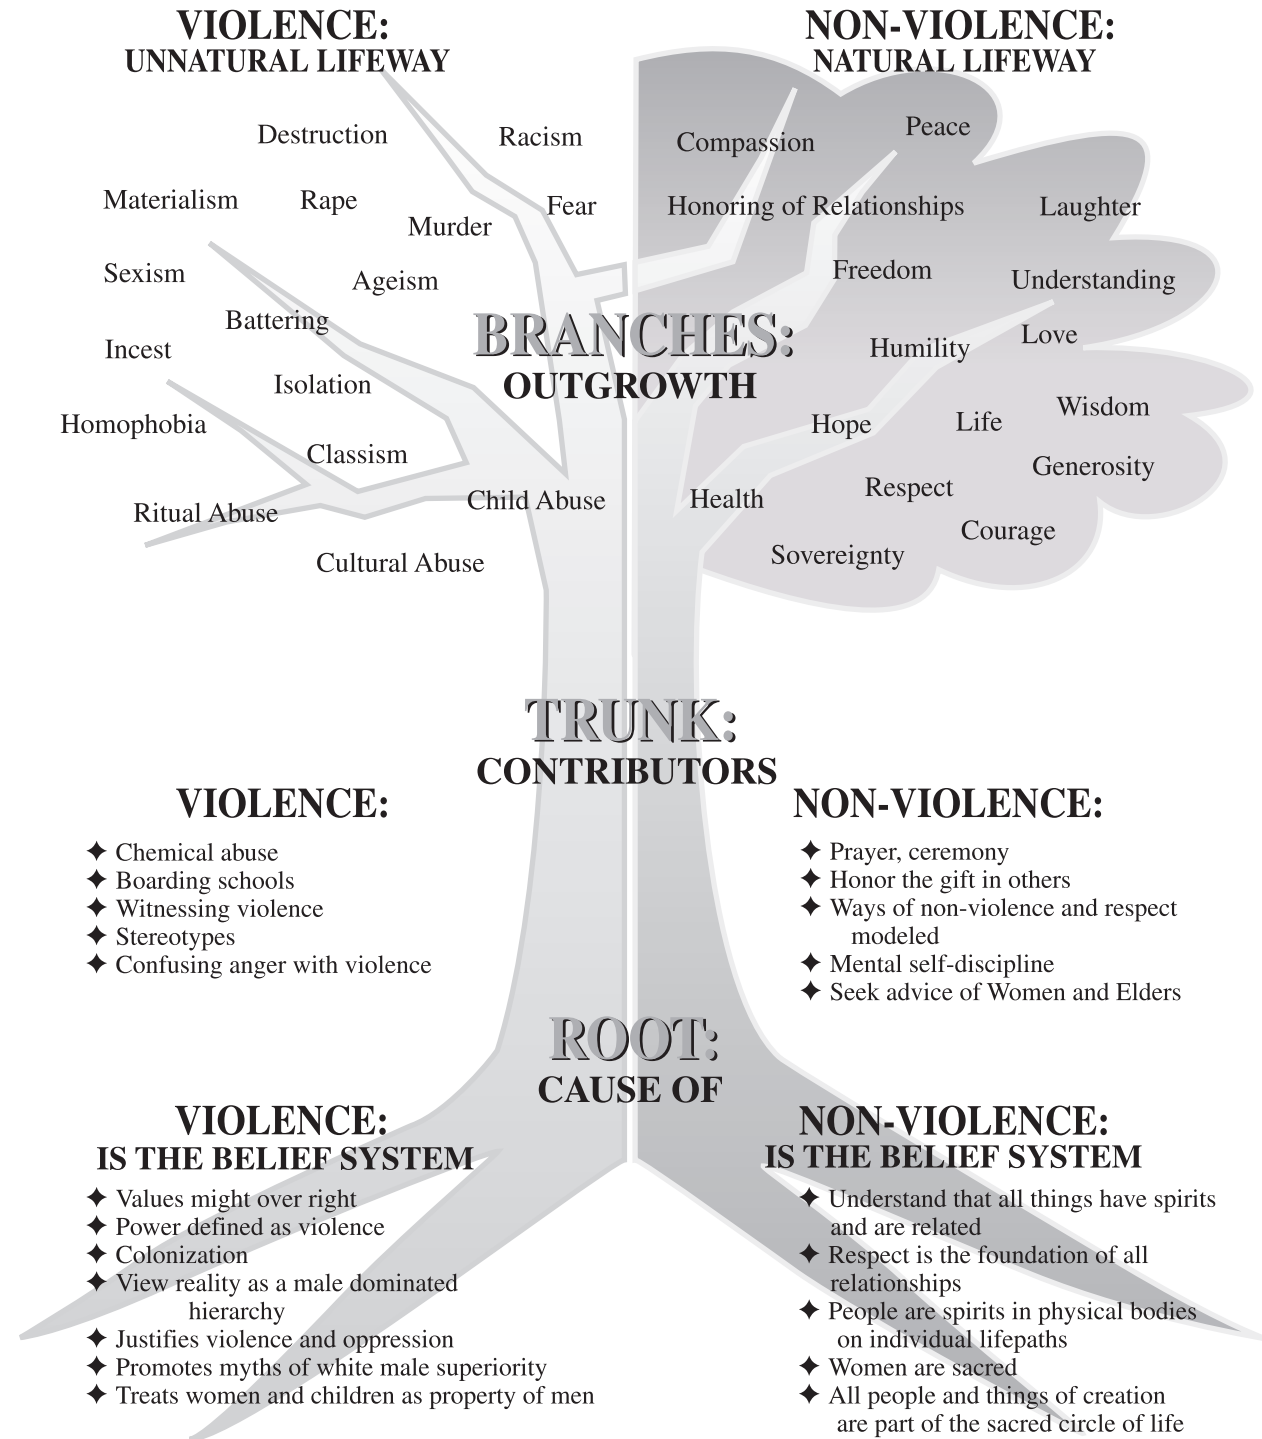 VIOLENCE:
UNNATURAL LIFEWAY
NON-VIOLENCE:
NATURAL LIFEWAY
Destruction
Racism
Materialism
Rape
Fear
Murder
Sexism
Ageism
Battering
Incest
Isolation
Homophobia
Classism
Child Abuse
Ritual Abuse
Cultural Abuse
Compassion
Peace
Honoring of Relationships
Laughter
Freedom
Understanding
Love
Humility
Wisdom
Hope
Life
Generosity
Respect
Health
Courage
Sovereignty
BRANCHES:
OUTGROWTH
TRUNK:
CONTRIBUTORS
VIOLENCE:
✦ Chemical abuse
✦ Boarding schools
✦ Witnessing violence
✦ Stereotypes
✦ Confusing anger with violence
NON-VIOLENCE:
✦ Prayer, ceremony
✦ Honor the gift in others
✦ Ways of non-violence and respect
modeled
✦ Mental self-discipline
✦ Seek advice of Women and Elders
ROOT:
CAUSE OF
VIOLENCE:
IS THE BELIEF SYSTEM
✦ Values might over right
✦ Power defined as violence
✦ Colonization
✦ View reality as a male dominated
hierarchy
✦ Justifies violence and oppression
✦ Promotes myths of white male superiority
✦ Treats women and children as property of men
NON-VIOLENCE:
IS THE BELIEF SYSTEM
✦ Understand that all things have spirits
and are related
✦ Respect is the foundation of all
relationships
✦ People are spirits in physical bodies
on individual lifepaths
✦ Women are sacred
✦ All people and things of creation
are part of the sacred circle of life